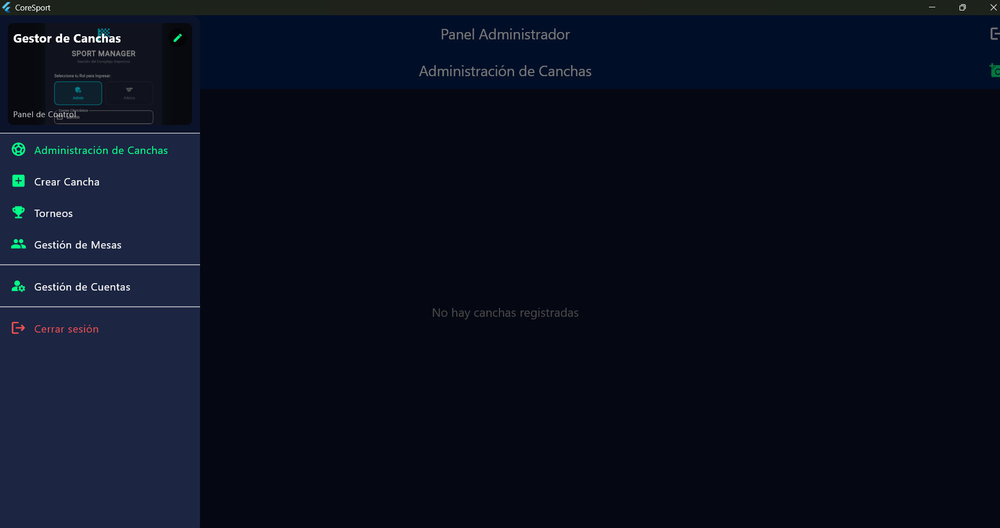 CoreSport
Gestor de Canchas
SPORT MANAGER
Gestión del Complejo Deportivo
Selecciona tu Rol para Ingresar:
Admin
Arbitro
Correo Electrónico
admin
Panel de Control
Administración de Canchas
Crear Cancha
Torneos
Gestión de Mesas
Gestión de Cuentas
Cerrar sesión
Panel Administrador
Administración de Canchas
No hay canchas registradas